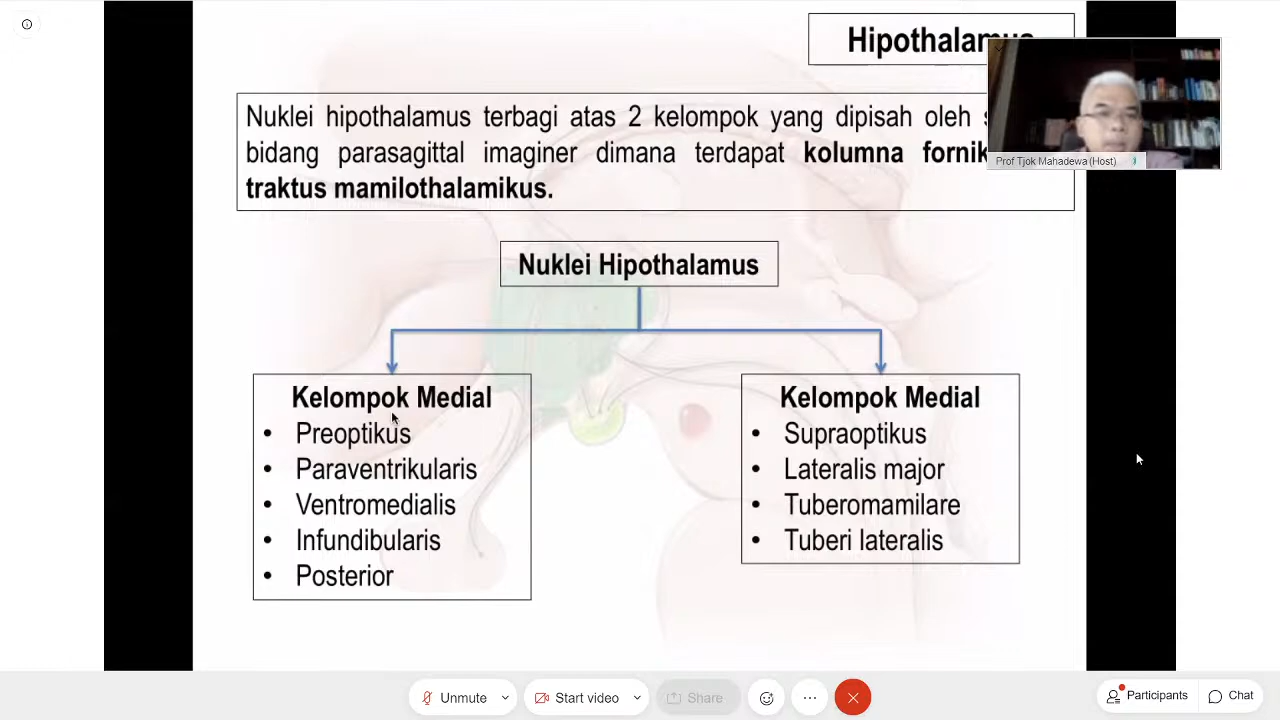 Hipothalamus
Nuklei hipothalamus terbagi atas 2 kelompok yang dipisah oleh
bidang parasagittal imaginer dimana terdapat kolumna
traktus mamilothalamikus.
Prof Tjok Mahadewa (Host)
Nuklei Hipothalamus
Kelompok Medial
• Preoptikus
• Paraventrikularis
• Ventromedialis
• Infundibularis
• Posterior
Kelompok Medial
• Supraoptikus
• Lateralis major
• Tuberomamilare
• Tuberi lateralis
Unmute
Start video
Share
Participants
Chat